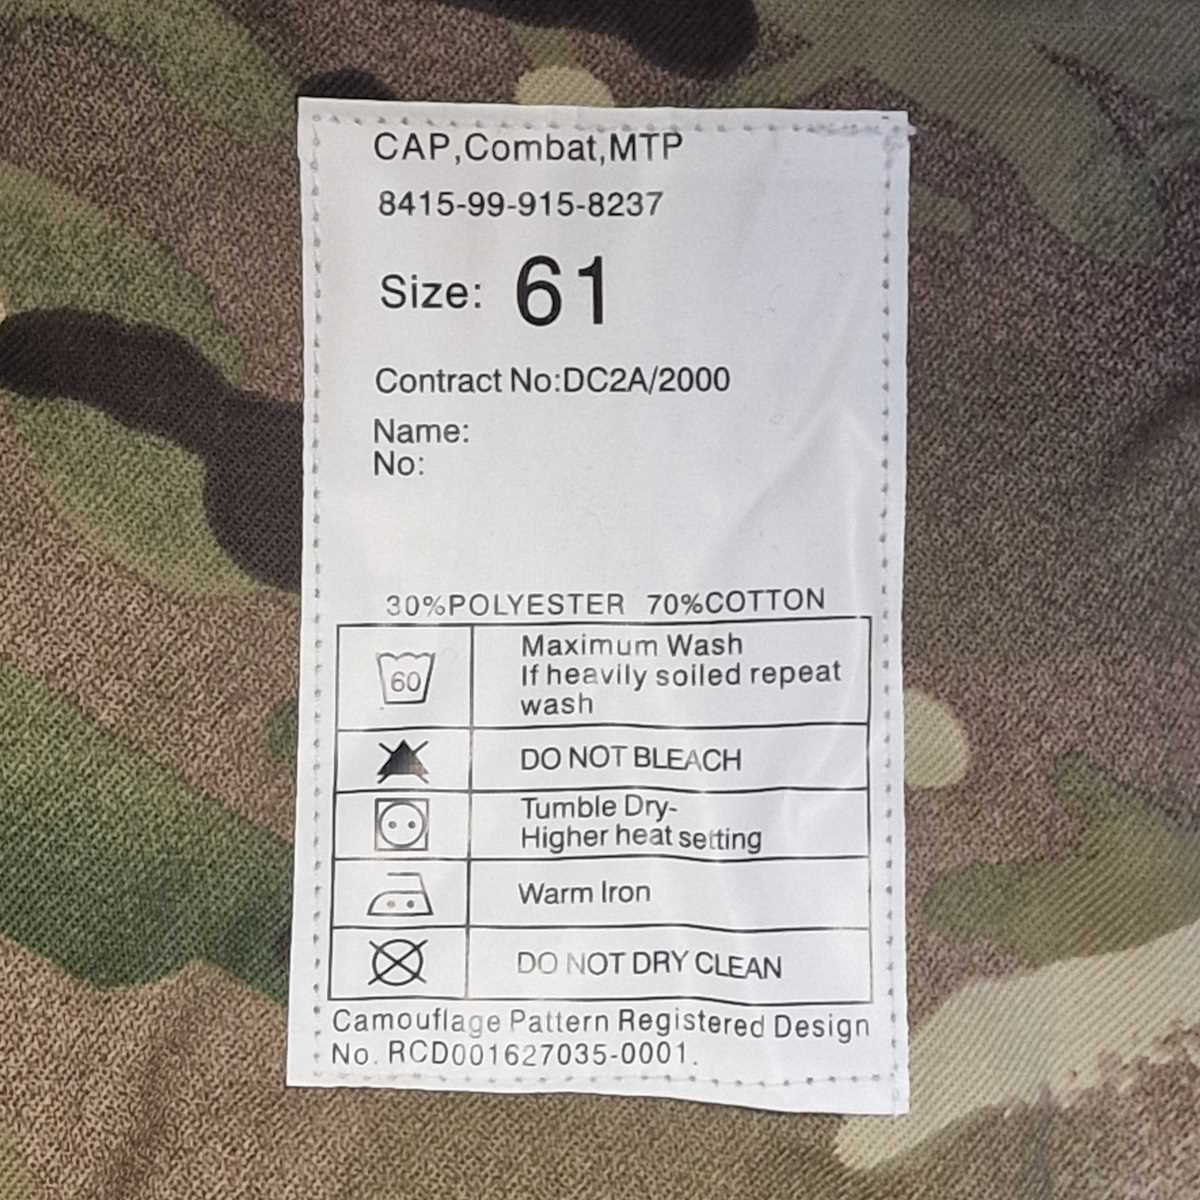 CAP,Combat,MTP
8415-99-915-8237
Size: 61
Contract No:DC2A/2000
Name:
No:
30%POLYESTER 70%COTTON
60
Maximum Wash
If heavily soiled repeat
wash
DO NOT BLEACH
Tumble Dry-
Higher heat setting
Warm Iron
DO NOT DRY CLEAN
Camouflage Pattern Registered Design
No. RCD001627035-0001.